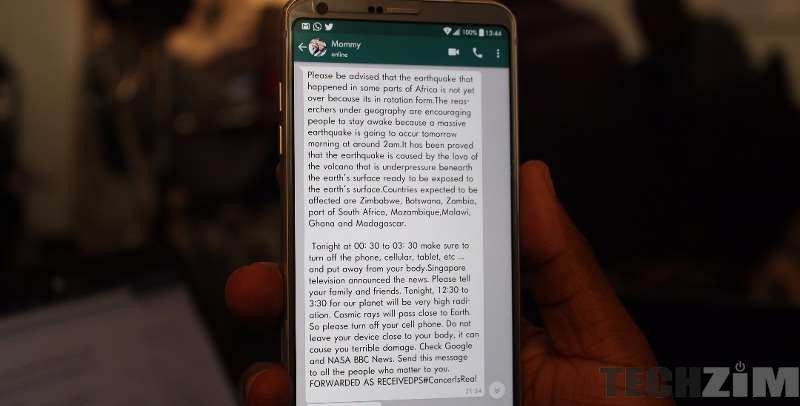 100% 13:44
Mommy
online
Please be advised that the earthquake that
happened in some parts of Africa is not yet
over because its in rotation form.The reas-
erchers under geography are encouraging
people to stay awake because a massive
earthquake is going to occur tomorrow
morning at around 2am.It has been proved
that the earthquake is caused by the lava of
the volcano that is underpressure beneath
the earth's surface ready to be exposed to
the earth's surface.Countries expected to be
affected are Zimbabwe, Botswana, Zambia,
part of South Africa, Mozambique,Malawi,
Ghana and Madagascar.
Tonight at 00: 30 to 03: 30 make sure to
turn off the phone, cellular, tablet, etc ...
and put away from your body.Singapore
television announced the news. Please tell
your family and friends. Tonight, 12:30 to
3:30 for our planet will be very high radi-
ation. Cosmic rays will pass close to Earth.
So please turn off your cell phone. Do not
leave your device close to your body, it can
cause you terrible damage. Check Google
and NASA BBC News. Send this message
to all the people who matter to you.
FORWARDED AS RECEIVEDPS#CancerIsReal
21:54
TECHZIM